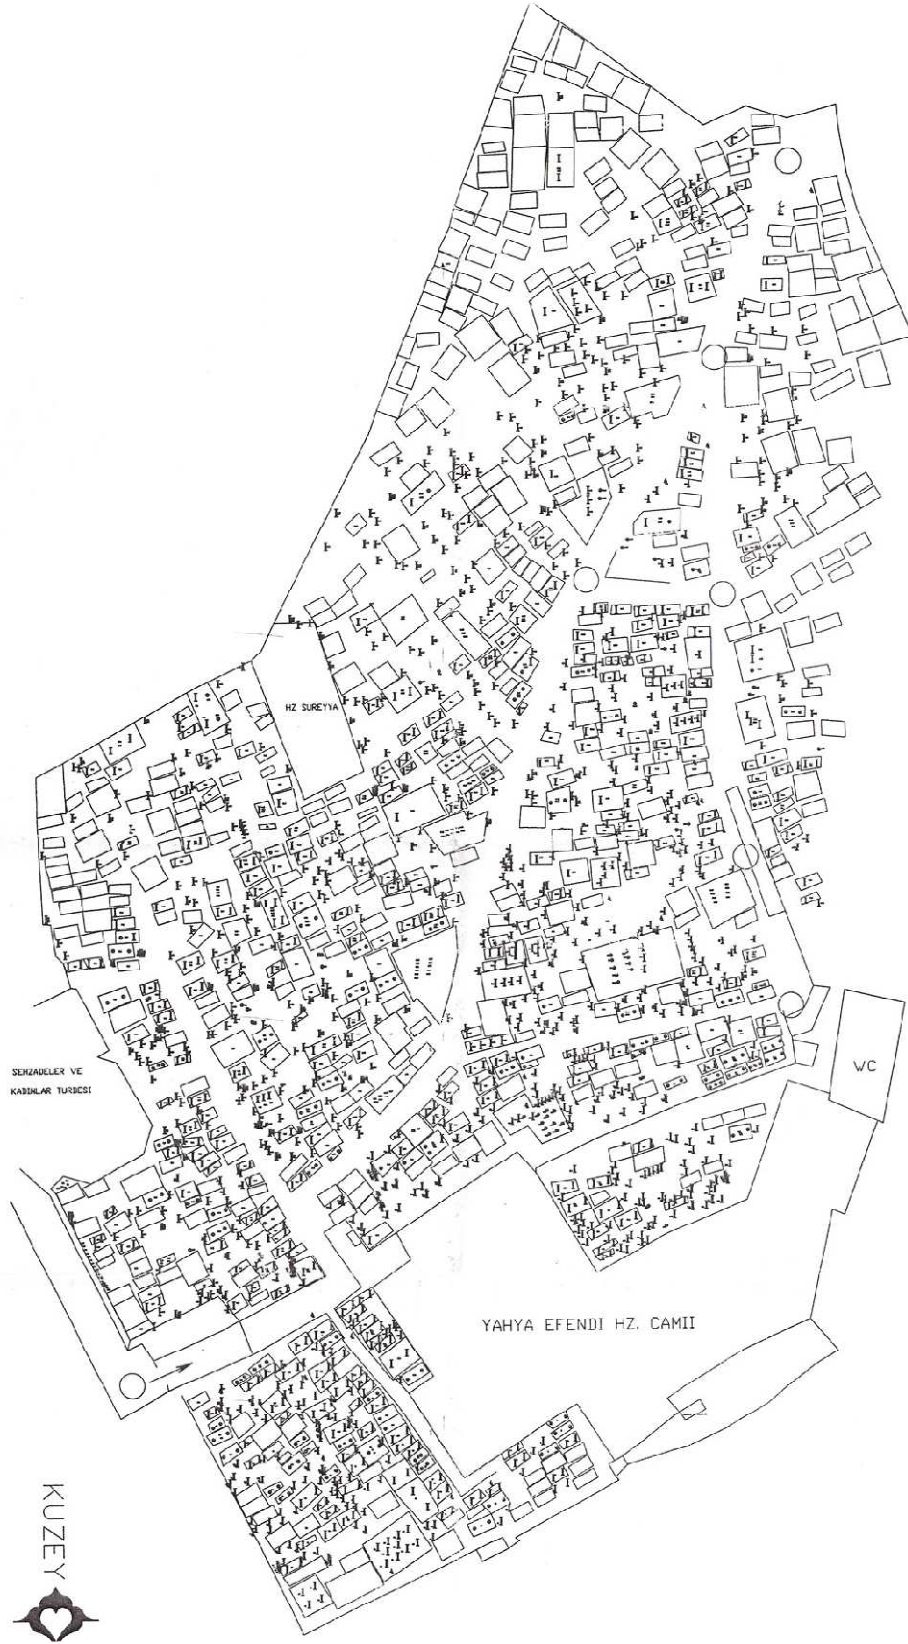 HZ SUREYYA
SEHZADELER VE
KADINLAR TURBESI
WC
YAHYA EFENDI HZ. CAMII
KUZEY